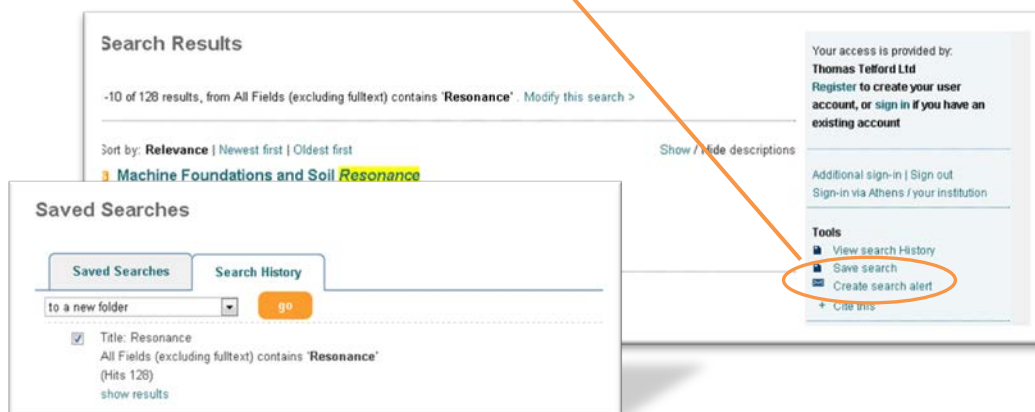 Search Results
-10 of 128 results, from All Fields (excluding fulltext) contains 'Resonance' . Modify this search >
Sort by: Relevance | Newest first | Oldest first
Show / Hide descriptions
Machine Foundations and Soil Resonance
Your access is provided by:
Thomas Telford Ltd
Register to create your user
account, or sign in if you have an
existing account
Additional sign-in | Sign out
Sign-in via Athens / your institution
Tools
View search History
Save search
Create search alert
+ Cite this
Saved Searches
Saved Searches
Search History
to a new folder
go
Title: Resonance
All Fields (excluding fulltext) contains 'Resonance'
(Hits 128)
show results